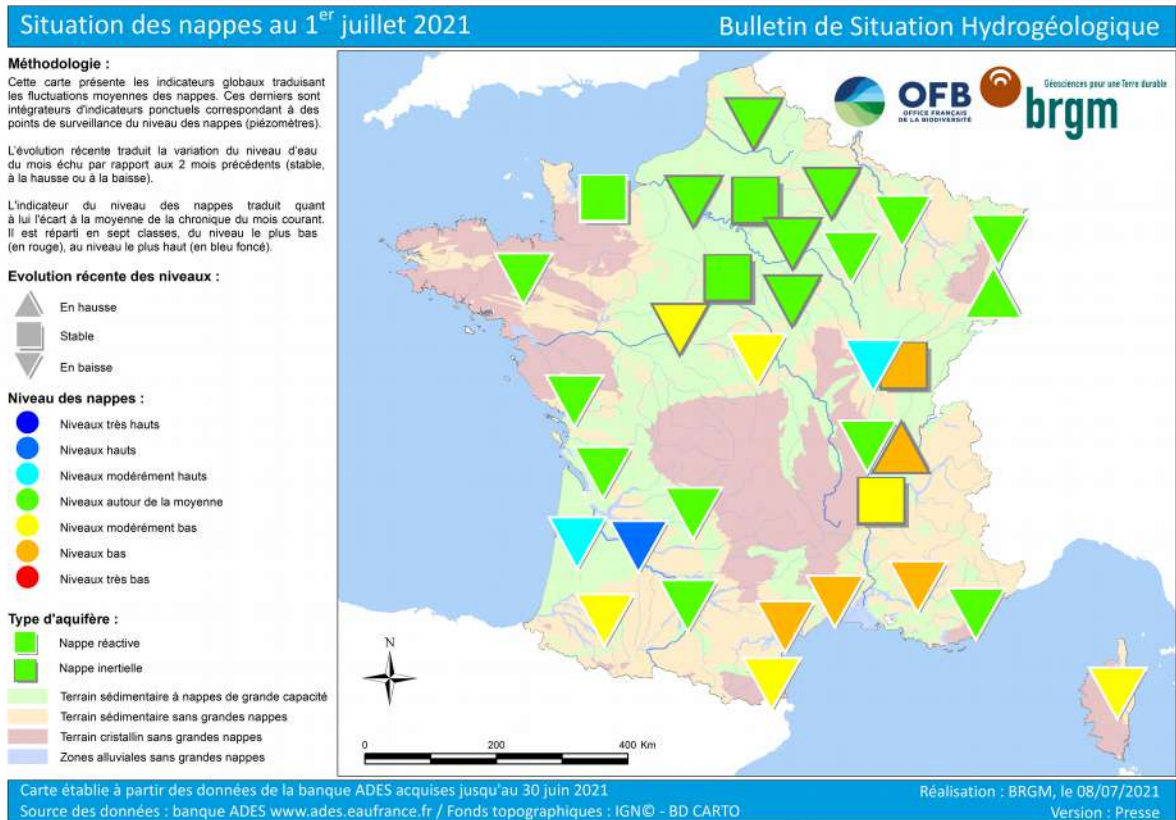 Situation des nappes au 1er juillet 2021
Bulletin de Situation Hydrogéologique
Méthodologie :
Cette carte présente les indicateurs globaux traduisant
les fluctuations moyennes des nappes. Ces derniers sont
intégrateurs d'indicateurs ponctuels correspondant à des
points de surveillance du niveau des nappes (piézomètres).
L'évolution récente traduit la variation du niveau d'eau
du mois échu par rapport aux 2 mois précédents (stable,
à la hausse ou à la baisse).
L'indicateur du niveau des nappes traduit quant
à lui l'écart à la moyenne de la chronique du mois courant.
Il est réparti en sept classes, du niveau le plus bas
(en rouge), au niveau le plus haut (en bleu foncé).
Evolution récente des niveaux :
En hausse
Stable
En baisse
Niveau des nappes :
Niveaux très hauts
Niveaux hauts
Niveaux modérément hauts
Niveaux autour de la moyenne
Niveaux modérément bas
Niveaux bas
Niveaux très bas
Type d'aquifère :
Nappe réactive
Nappe inertielle
Terrain sédimentaire à nappes de grande capacité
Terrain sédimentaire sans grandes nappes
Terrain cristallin sans grandes nappes
Zones alluviales sans grandes nappes
OFB
OFFICE FRANÇAIS
DE LA BIODIVERSITÉ
Géosciences pour une Terre durable
brgm
N
0 200 400 Km
Carte établie à partir des données de la banque ADES acquises jusqu'au 30 juin 2021
Source des données : banque ADES www.ades.eaufrance.fr / Fonds topographiques : IGN© - BD CARTO
Réalisation : BRGM, le 08/07/2021
Version : Presse